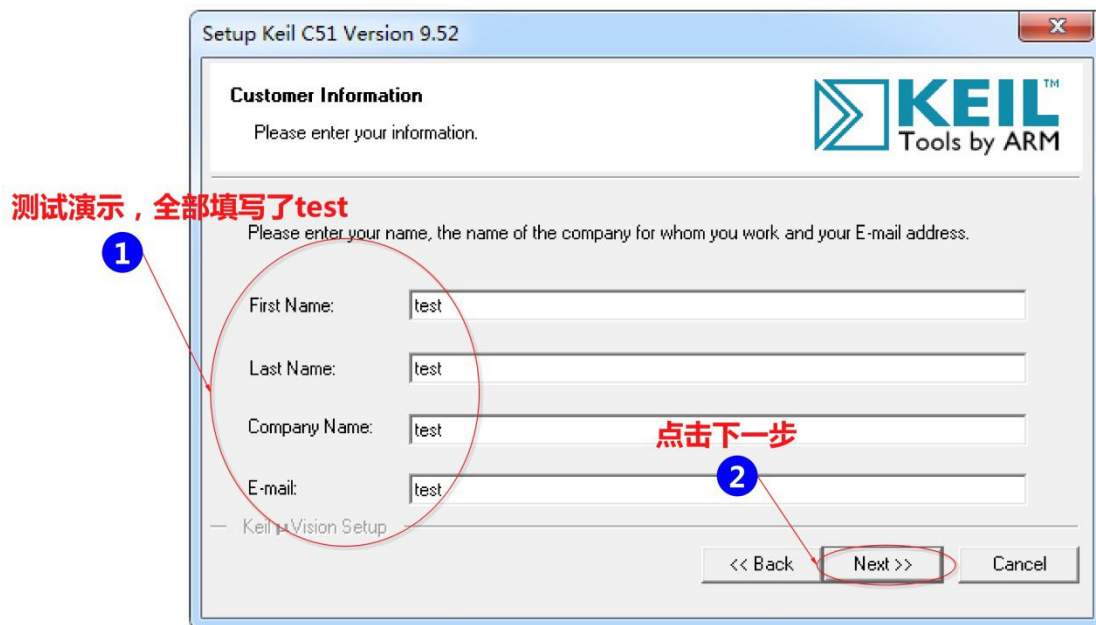 Setup Keil C51 Version 9.52
Customer Information
Please enter your information.
KEIL™
Tools by ARM
测试演示，全部填写了test
1
Please enter your name, the name of the company for whom you work and your E-mail address.
First Name: test
Last Name: test
Company Name: test
点击下一步
2
E-mail: test
Keil µVision Setup
<< Back Next >> Cancel